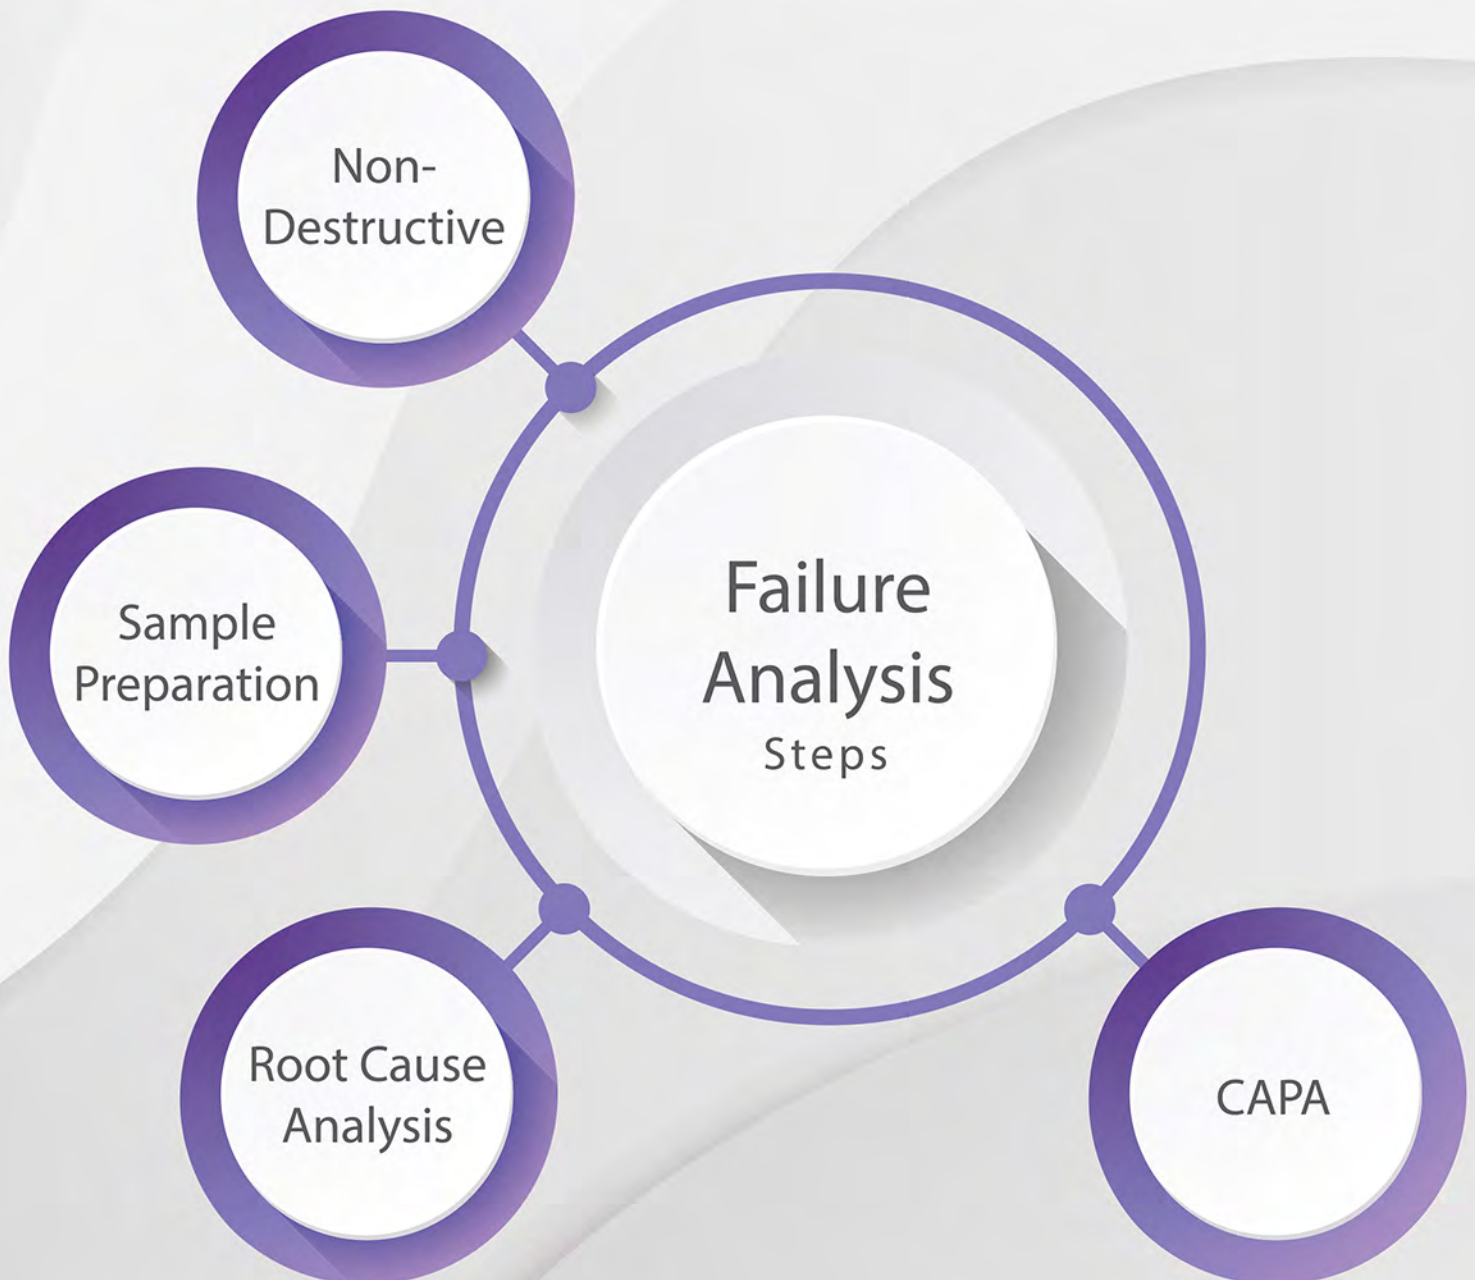 Non-
Destructive
Sample
Preparation
Failure
Analysis
Steps
Root Cause
Analysis
CAPA